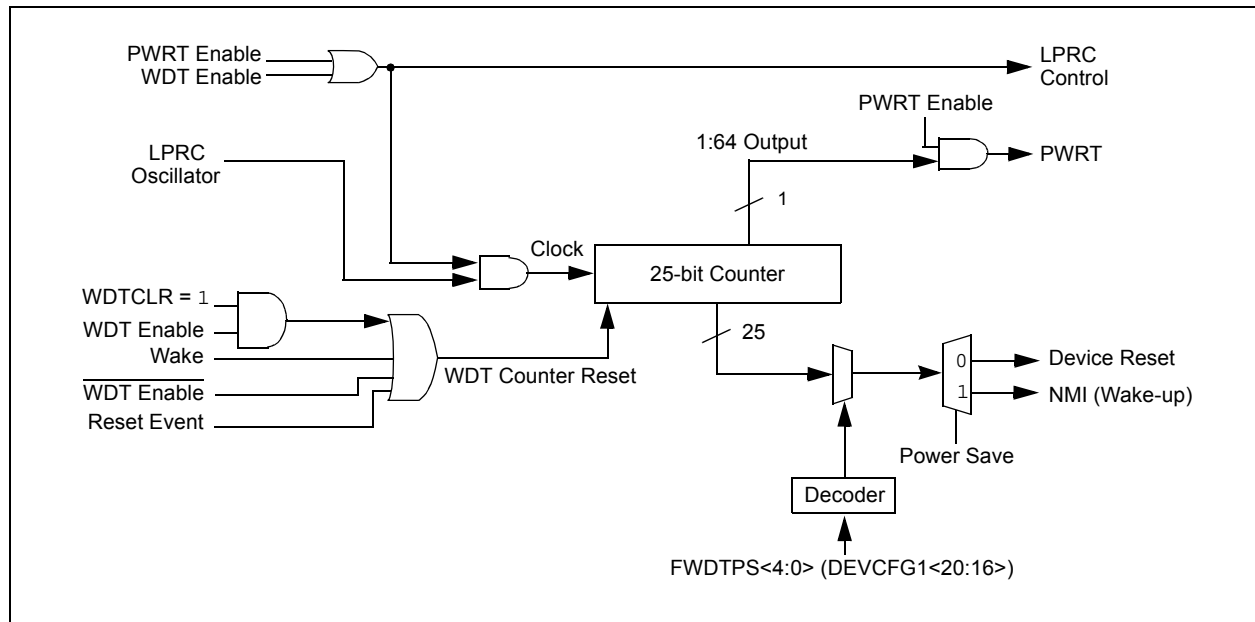 PWRT Enable
WDT Enable
LPRC
Control
PWRT Enable
1:64 Output
PWRT
LPRC
Oscillator
1
Clock
25-bit Counter
WDTCLR = 1
WDT Enable
Wake
WDT Enable
Reset Event
WDT Counter Reset
25
0
1
Device Reset
NMI (Wake-up)
Power Save
Decoder
FWDTPS<4:0> (DEVCFG1<20:16>)